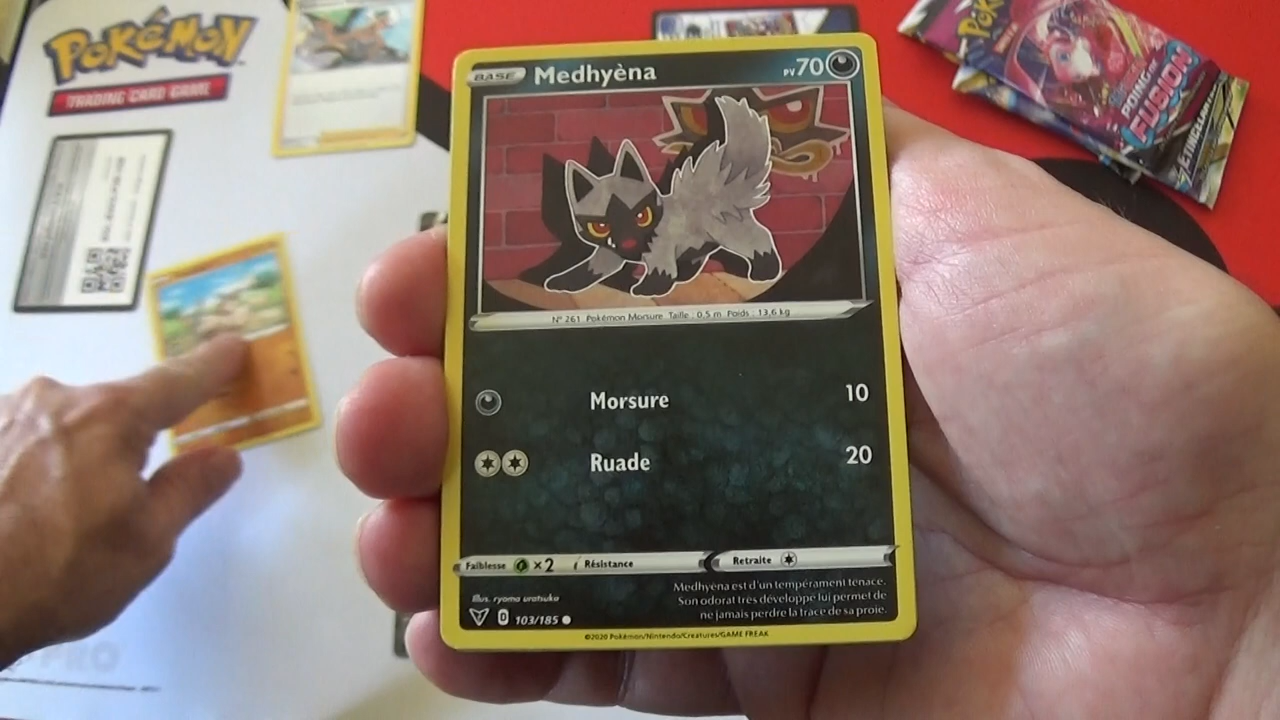 POKÉMON
TRADING CARD GAME
BASE Medhyèna PV 70
N° 261 Pokémon Morsure Taille : 0,5 m Poids : 13,6 kg
Morsure 10
Ruade 20
Faiblesse ×2 Résistance Retraite
Medhyèna est d'un tempérament tenace.
Son odorat très développé lui permet de
ne jamais perdre la trace de sa proie.
Illus. ryoma uratsuka
D 103/185
©2020 Pokémon/Nintendo/Creatures/GAME FREAK
POING DE
FUSION
PRO